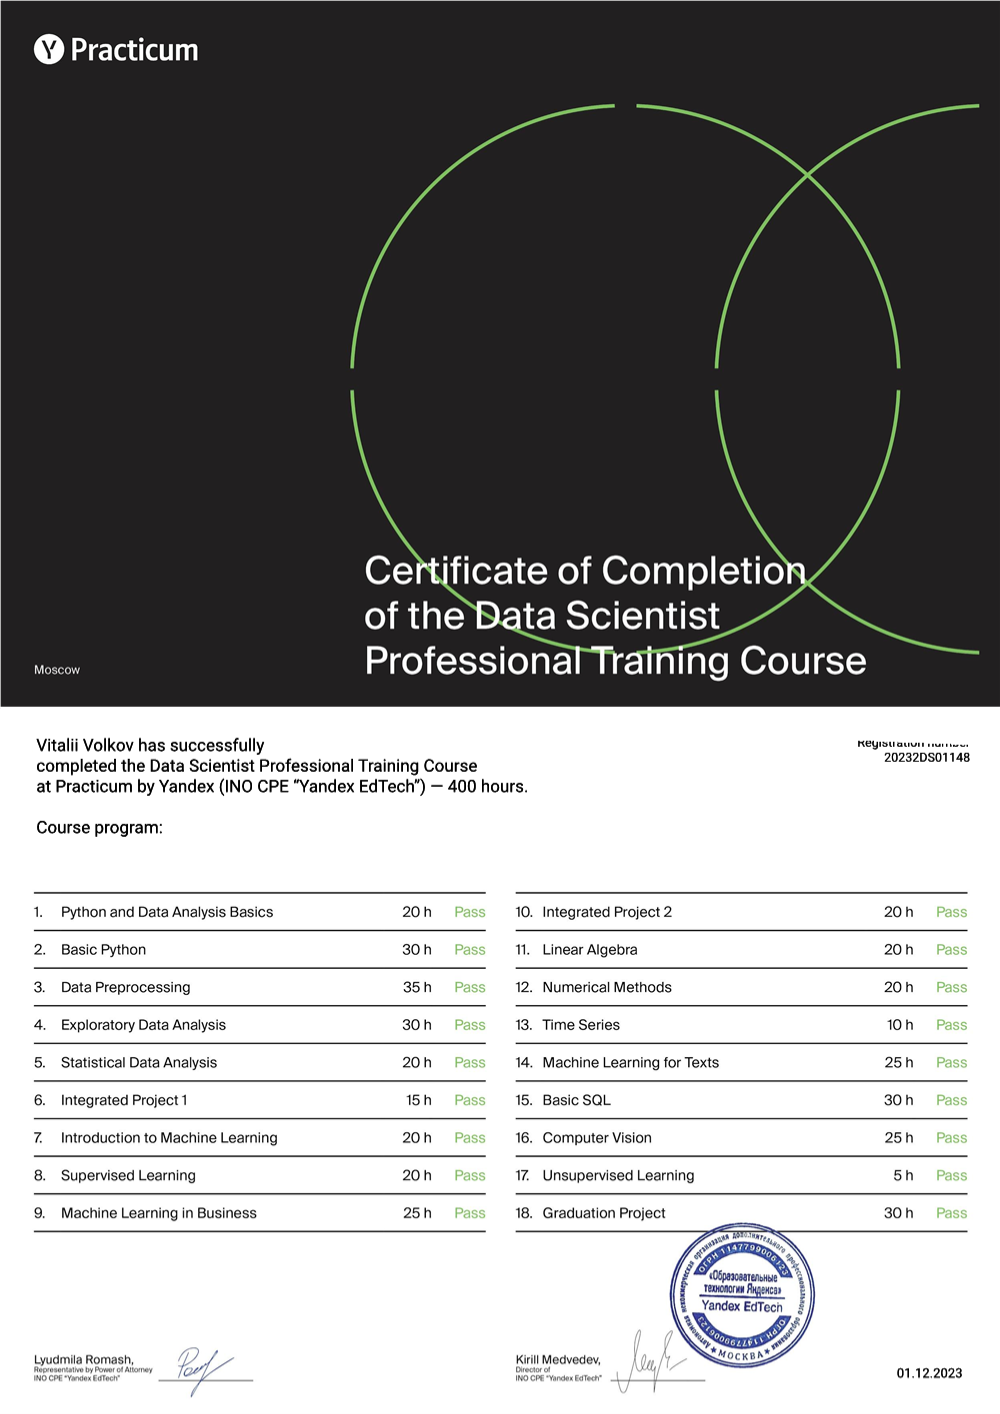 Practicum
Certificate of Completion
of the Data Scientist
Professional Training Course
Moscow
Vitalii Volkov has successfully
completed the Data Scientist Professional Training Course
at Practicum by Yandex (INO CPE “Yandex EdTech”) — 400 hours.
Registration number
20232DS01148
Course program:
1. Python and Data Analysis Basics 20 h Pass
2. Basic Python 30 h Pass
3. Data Preprocessing 35 h Pass
4. Exploratory Data Analysis 30 h Pass
5. Statistical Data Analysis 20 h Pass
6. Integrated Project 1 15 h Pass
7. Introduction to Machine Learning 20 h Pass
8. Supervised Learning 20 h Pass
9. Machine Learning in Business 25 h Pass
10. Integrated Project 2 20 h Pass
11. Linear Algebra 20 h Pass
12. Numerical Methods 20 h Pass
13. Time Series 10 h Pass
14. Machine Learning for Texts 25 h Pass
15. Basic SQL 30 h Pass
16. Computer Vision 25 h Pass
17. Unsupervised Learning 5 h Pass
18. Graduation Project 30 h Pass
Автономная некоммерческая организация дополнительного профессионального образования
ОГРН 1147799006123
«Образовательные
технологии Яндекса»
Yandex EdTech
ОГРН 1147799006123
* МОСКВА *
Lyudmila Romash,
Representative by Power of Attorney
INO CPE “Yandex EdTech”
Kirill Medvedev,
Director of
INO CPE “Yandex EdTech”
01.12.2023